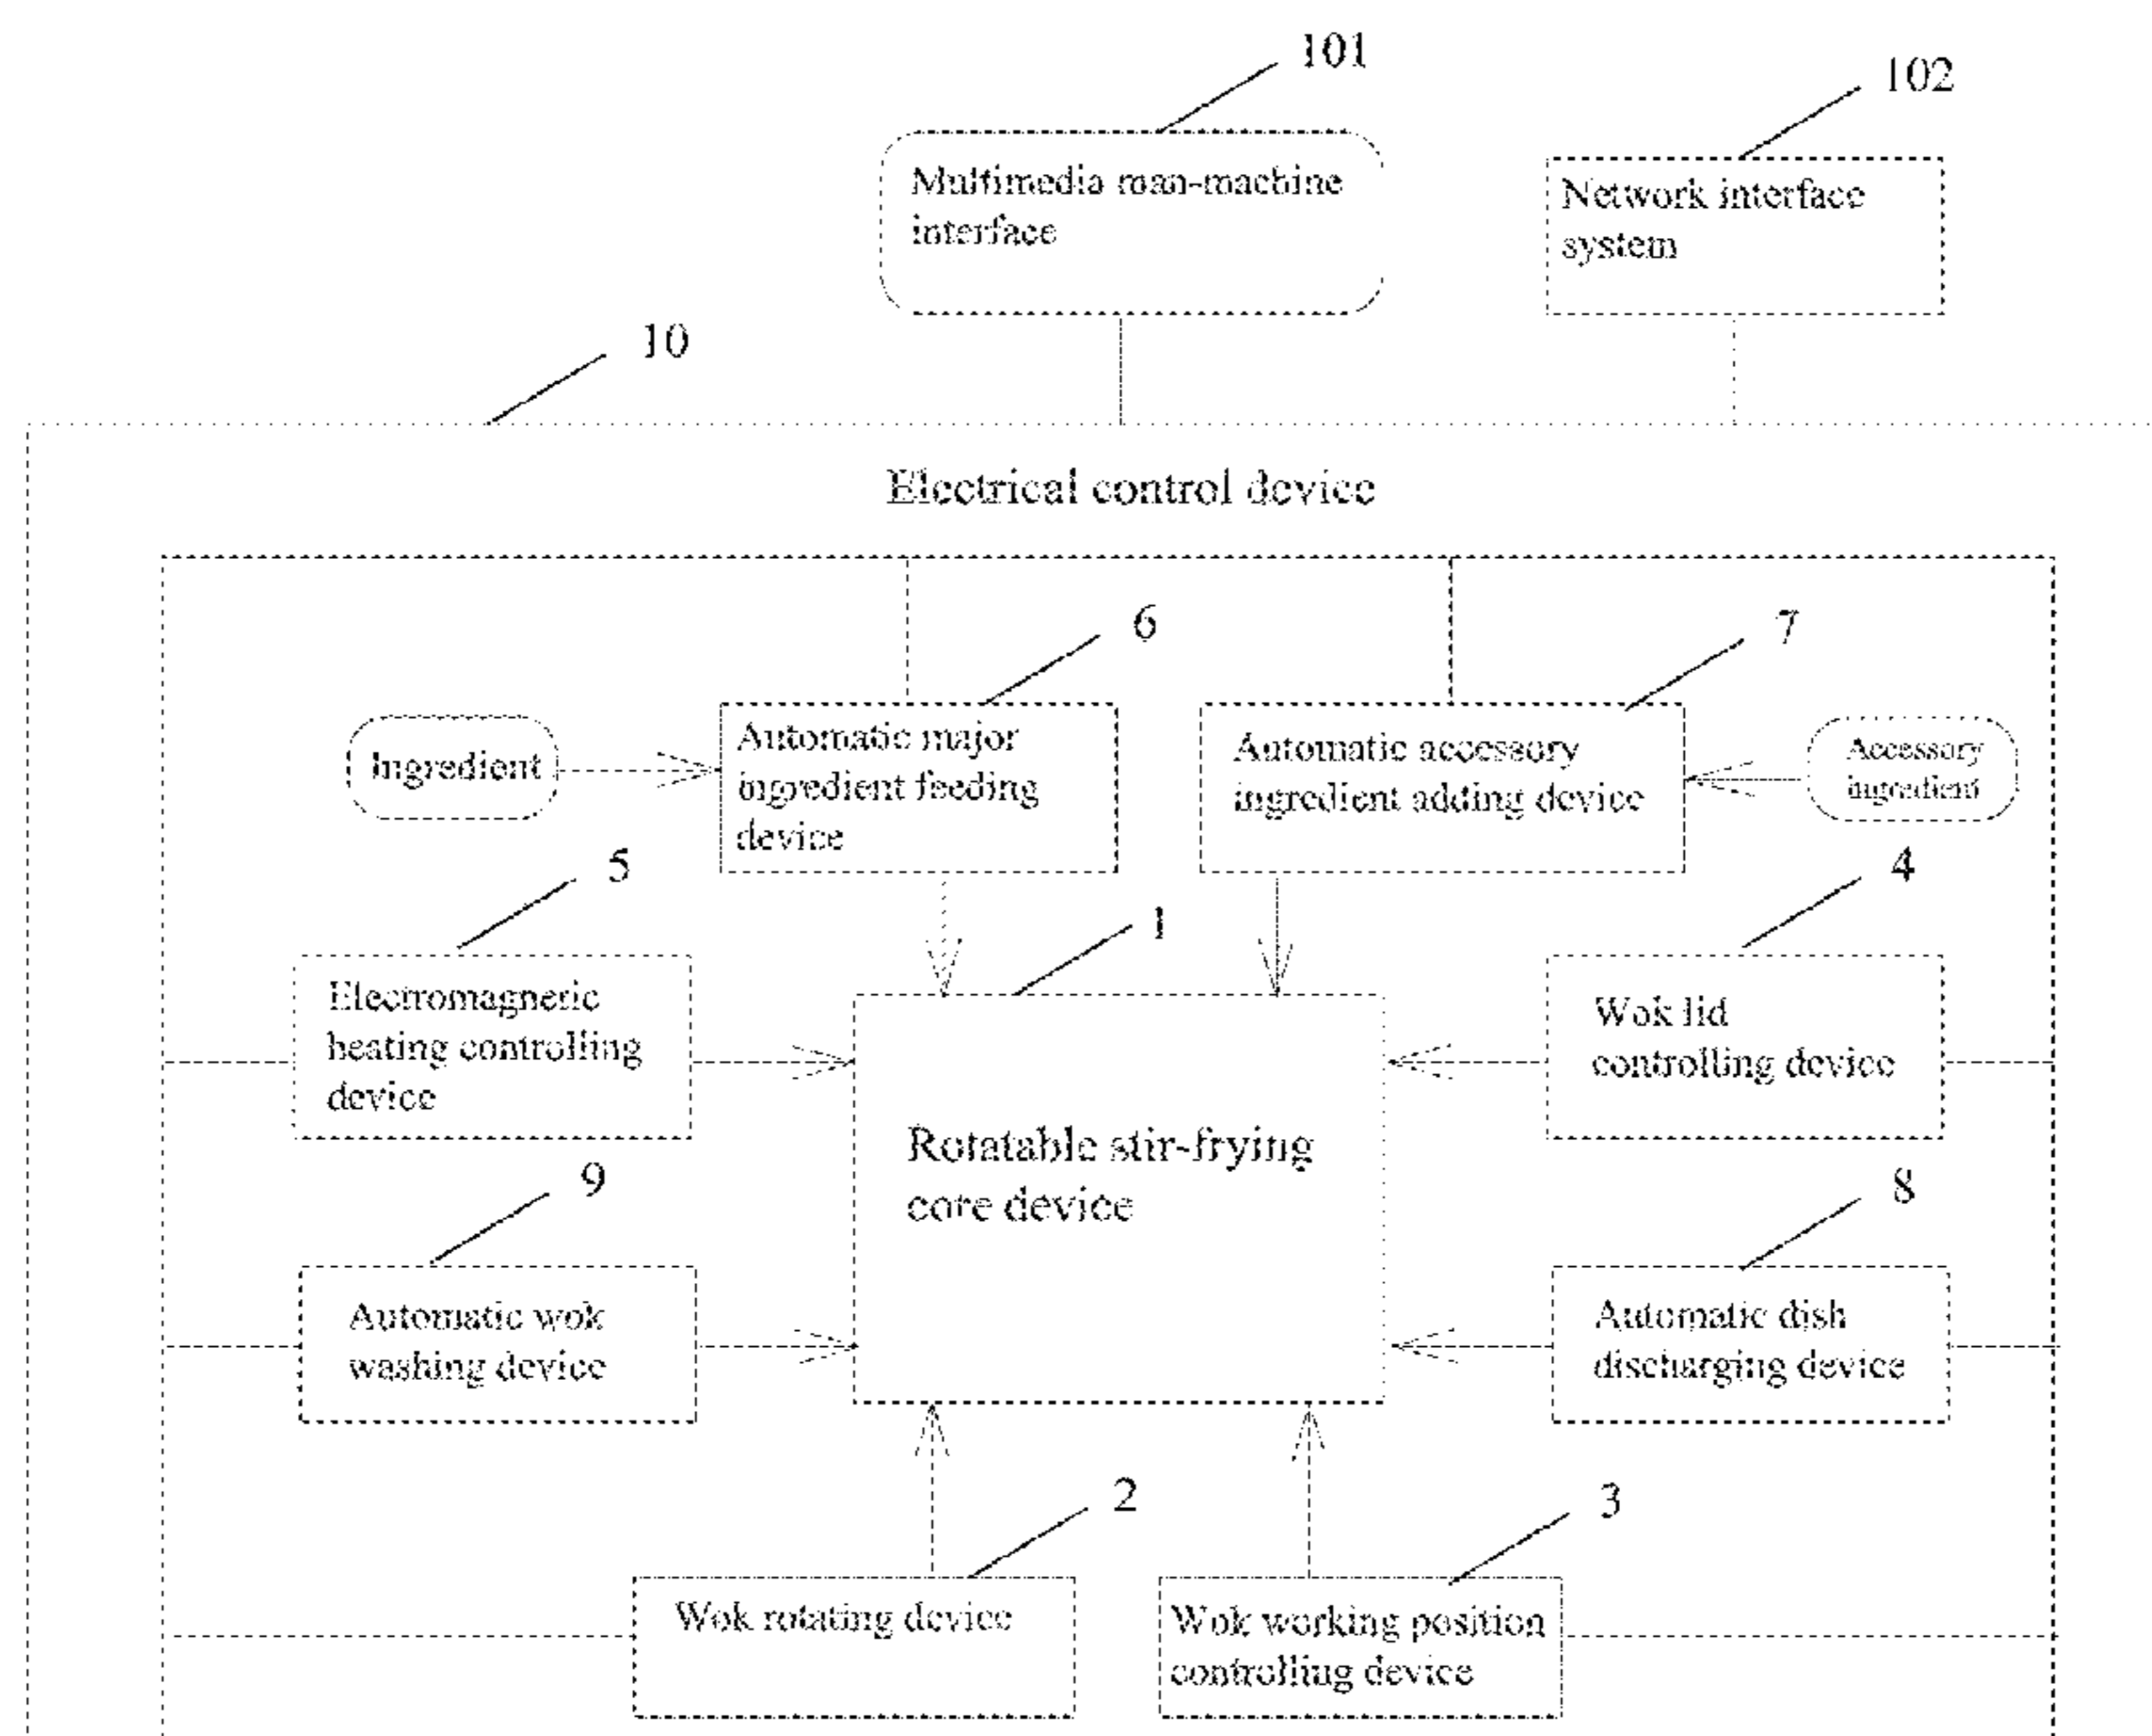 101
102
Multimedia man-machine
interface
Network interface
system
10
Electrical control device
6
7
Ingredient
Automatic major
ingredient feeding
device
Automatic accessory
ingredient adding device
Accessory
ingredient
5
4
1
Electromagnetic
heating controlling
device
Wok lid
controlling device
Rotatable stir-frying
core device
9
8
Automatic wok
washing device
Automatic dish
discharging device
2
3
Wok rotating device
Wok working position
controlling device